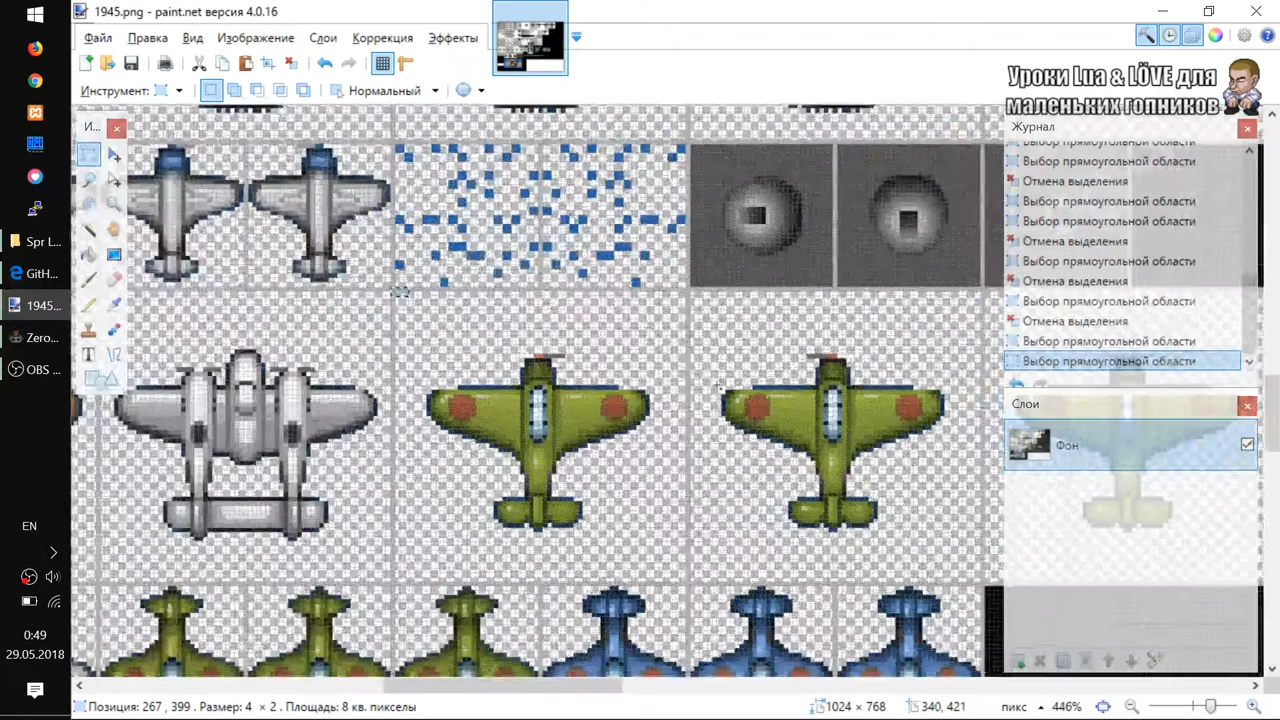 1945.png - paint.net версия 4.0.16
Файл Правка Вид Изображение Слои Коррекция Эффекты
Инструмент: Нормальный
Уроки Lua & LÖVE для
маленьких гопников
И...
Журнал
Выбор прямоугольной области
Выбор прямоугольной области
Отмена выделения
Выбор прямоугольной области
Выбор прямоугольной области
Отмена выделения
Выбор прямоугольной области
Отмена выделения
Выбор прямоугольной области
Отмена выделения
Выбор прямоугольной области
Выбор прямоугольной области
Слои
Фон
Spr L...
GitH...
1945...
Zero...
OBS ...
EN
0:49
29.05.2018
Позиция: 267 , 399. Размер: 4 × 2. Площадь: 8 кв. пикселы
1024 × 768
340, 421
пикс
446%